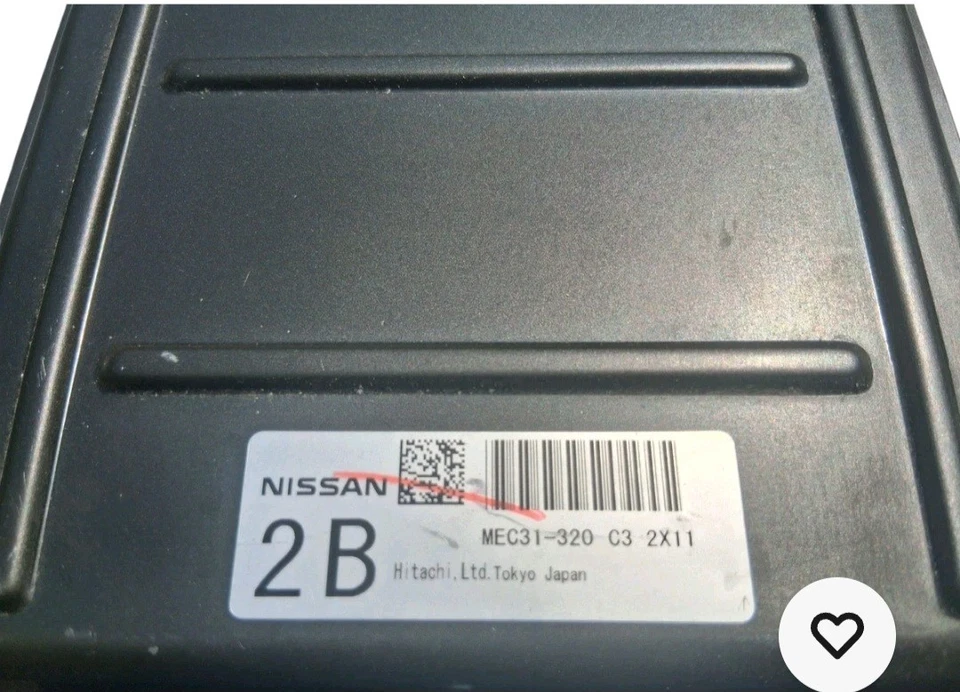 NISSAN
MEC31-320 C3 2X11
2B
Hitachi,Ltd.Tokyo Japan